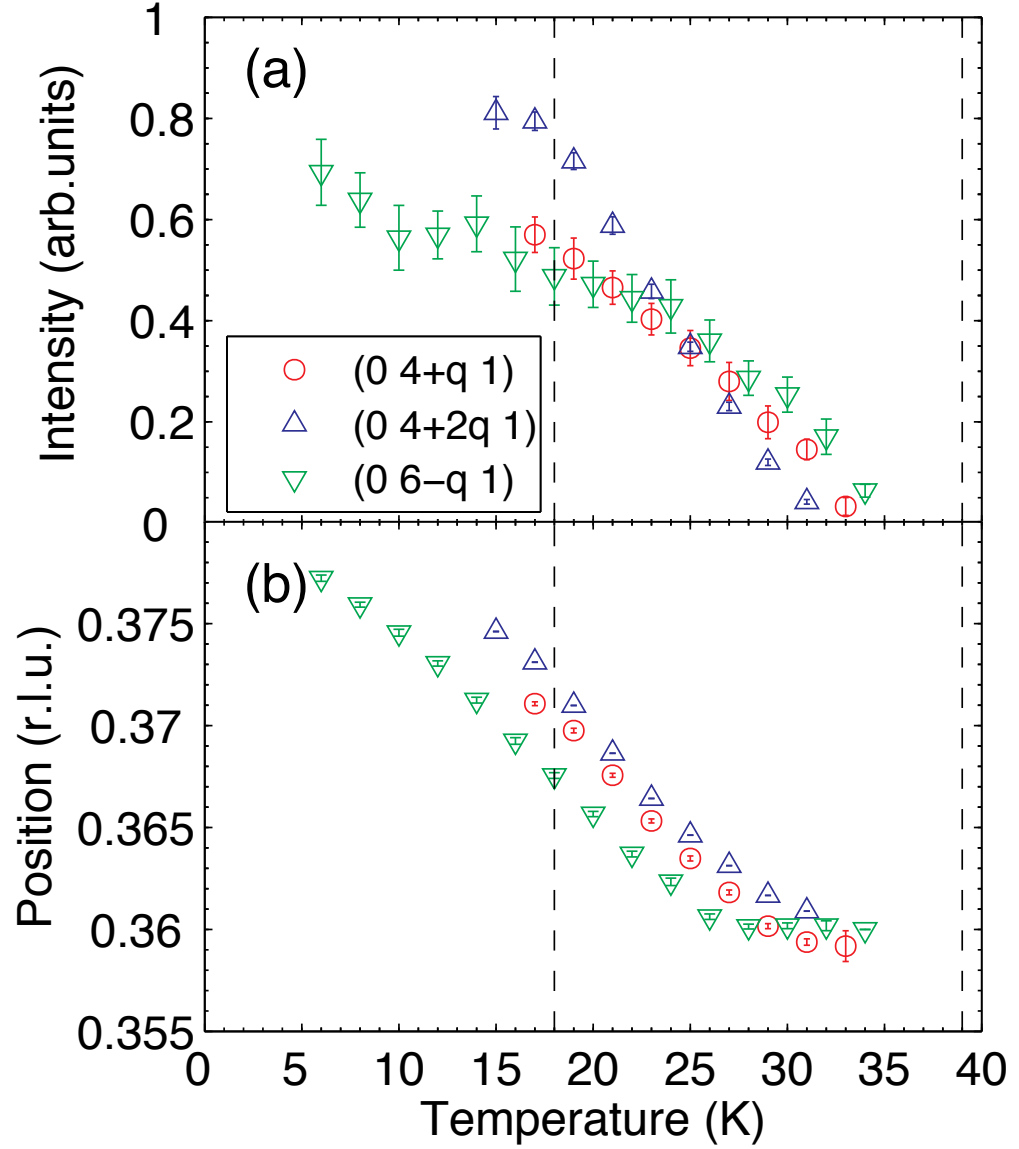 1
(a)
0.8
0.6
0.4
0.2
0
Intensity (arb.units)
(0 4+q 1)
(0 4+2q 1)
(0 6−q 1)
(b)
0.375
0.37
0.365
0.36
0.355
Position (r.l.u.)
0 5 10 15 20 25 30 35 40
Temperature (K)